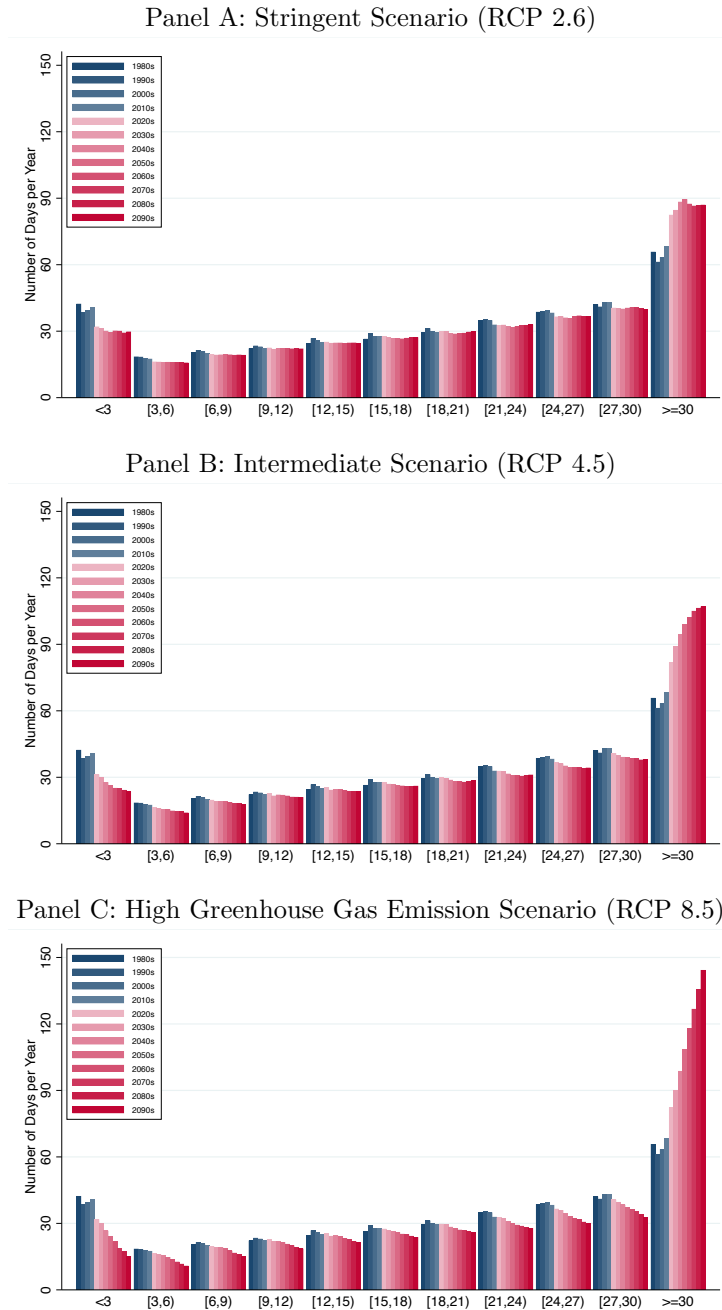 Panel A: Stringent Scenario (RCP 2.6)
150
120
90
60
30
0
Number of Days per Year
1980s
1990s
2000s
2010s
2020s
2030s
2040s
2050s
2060s
2070s
2080s
2090s
<3 [3,6) [6,9) [9,12) [12,15) [15,18) [18,21) [21,24) [24,27) [27,30) >=30
Panel B: Intermediate Scenario (RCP 4.5)
150
120
90
60
30
0
Number of Days per Year
1980s
1990s
2000s
2010s
2020s
2030s
2040s
2050s
2060s
2070s
2080s
2090s
<3 [3,6) [6,9) [9,12) [12,15) [15,18) [18,21) [21,24) [24,27) [27,30) >=30
Panel C: High Greenhouse Gas Emission Scenario (RCP 8.5)
150
120
90
60
30
0
Number of Days per Year
1980s
1990s
2000s
2010s
2020s
2030s
2040s
2050s
2060s
2070s
2080s
2090s
<3 [3,6) [6,9) [9,12) [12,15) [15,18) [18,21) [21,24) [24,27) [27,30) >=30